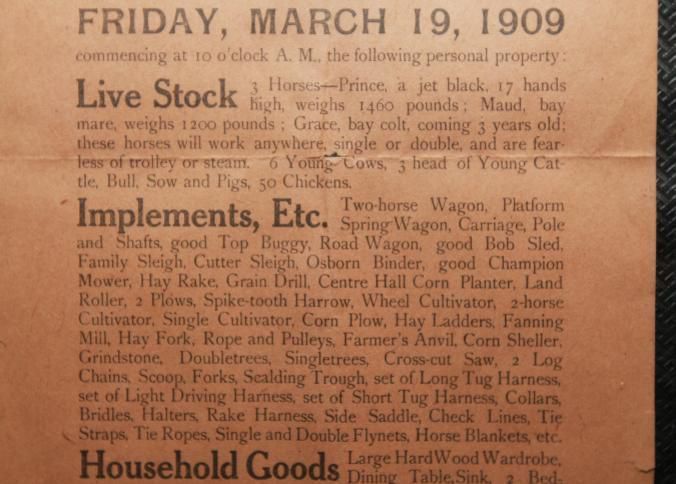 FRIDAY, MARCH 19, 1909
commencing at 10 o'clock A. M., the following personal property:
Live Stock 3 Horses—Prince, a jet black, 17 hands
high, weighs 1460 pounds; Maud, bay
mare, weighs 1200 pounds ; Grace, bay colt, coming 3 years old;
these horses will work anywhere, single or double, and are fear-
less of trolley or steam. 6 Young Cows, 3 head of Young Cat-
tle, Bull, Sow and Pigs, 50 Chickens.
Implements, Etc. Two-horse Wagon, Platform
Spring Wagon, Carriage, Pole
and Shafts, good Top Buggy, Road Wagon, good Bob Sled,
Family Sleigh, Cutter Sleigh, Osborn Binder, good Champion
Mower, Hay Rake, Grain Drill, Centre Hall Corn Planter, Land
Roller, 2 Plows, Spike-tooth Harrow, Wheel Cultivator, 2-horse
Cultivator, Single Cultivator, Corn Plow, Hay Ladders, Fanning
Mill, Hay Fork, Rope and Pulleys, Farmer's Anvil, Corn Sheller,
Grindstone, Doubletrees, Singletrees, Cross-cut Saw, 2 Log
Chains, Scoop, Forks, Scalding Trough, set of Long Tug Harness,
set of Light Driving Harness, set of Short Tug Harness, Collars,
Bridles, Halters, Rake Harness, Side Saddle, Check Lines, Tie
Straps, Tie Ropes, Single and Double Flynets, Horse Blankets, etc.
Household Goods Large Hard Wood Wardrobe,
Dining Table, Sink, 2 Bed-